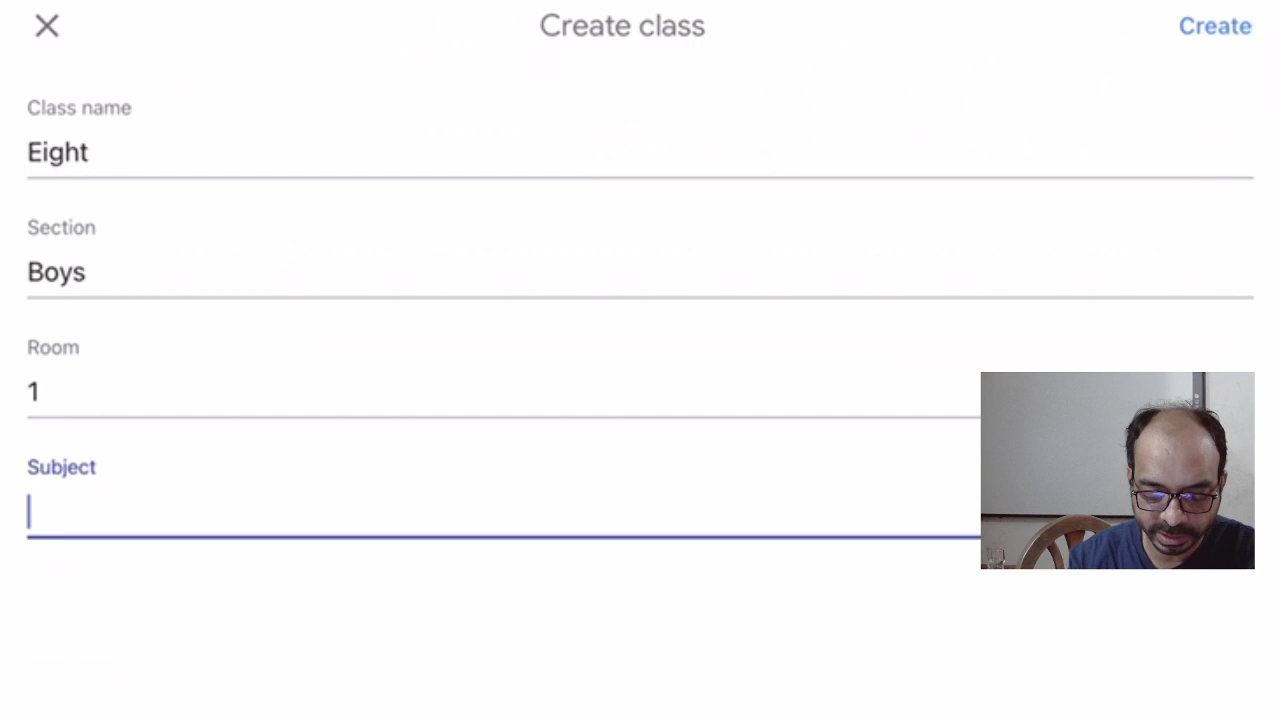 Create class
Create
Class name
Eight
Section
Boys
Room
1
Subject